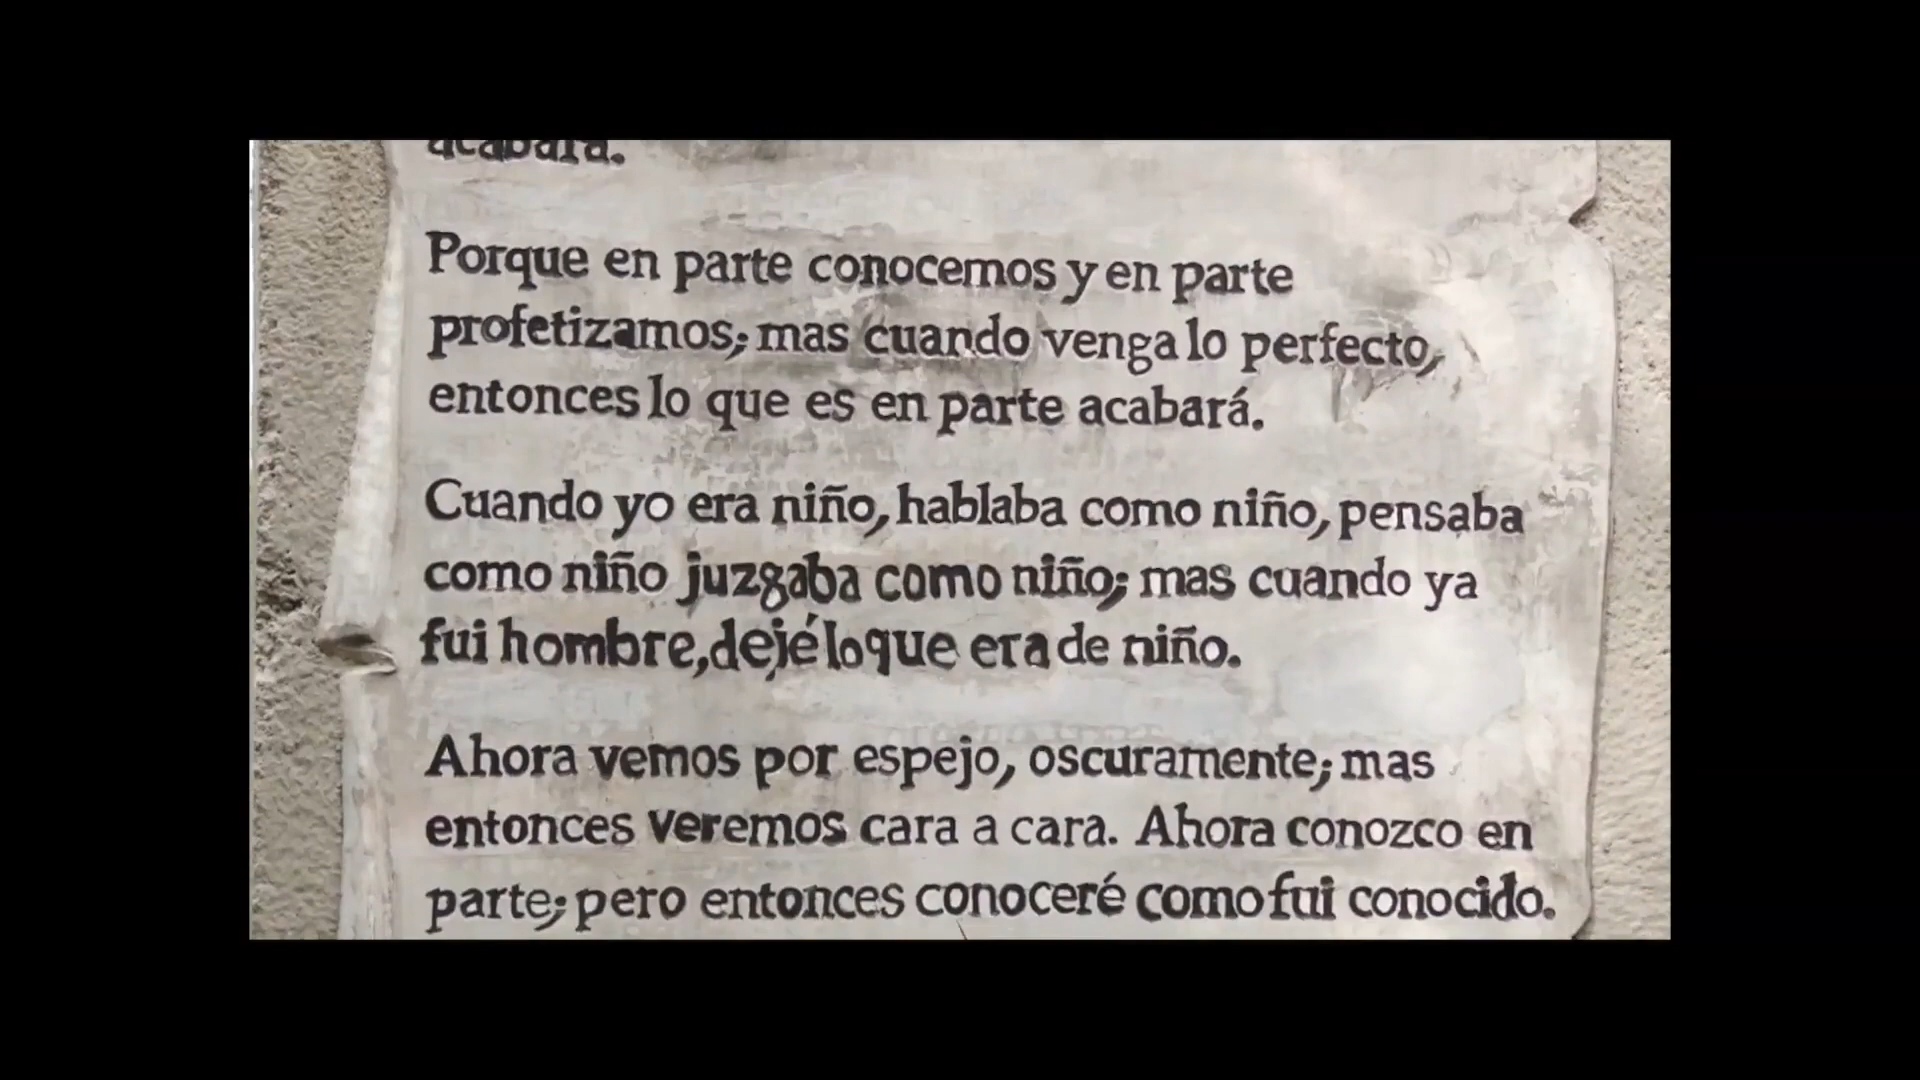 acabará.
Porque en parte conocemos y en parte
profetizamos; mas cuando venga lo perfecto,
entonces lo que es en parte acabará.
Cuando yo era niño, hablaba como niño, pensaba
como niño juzgaba como niño; mas cuando ya
fui hombre, dejé lo que era de niño.
Ahora vemos por espejo, oscuramente; mas
entonces veremos cara a cara. Ahora conozco en
parte; pero entonces conoceré como fui conocido.